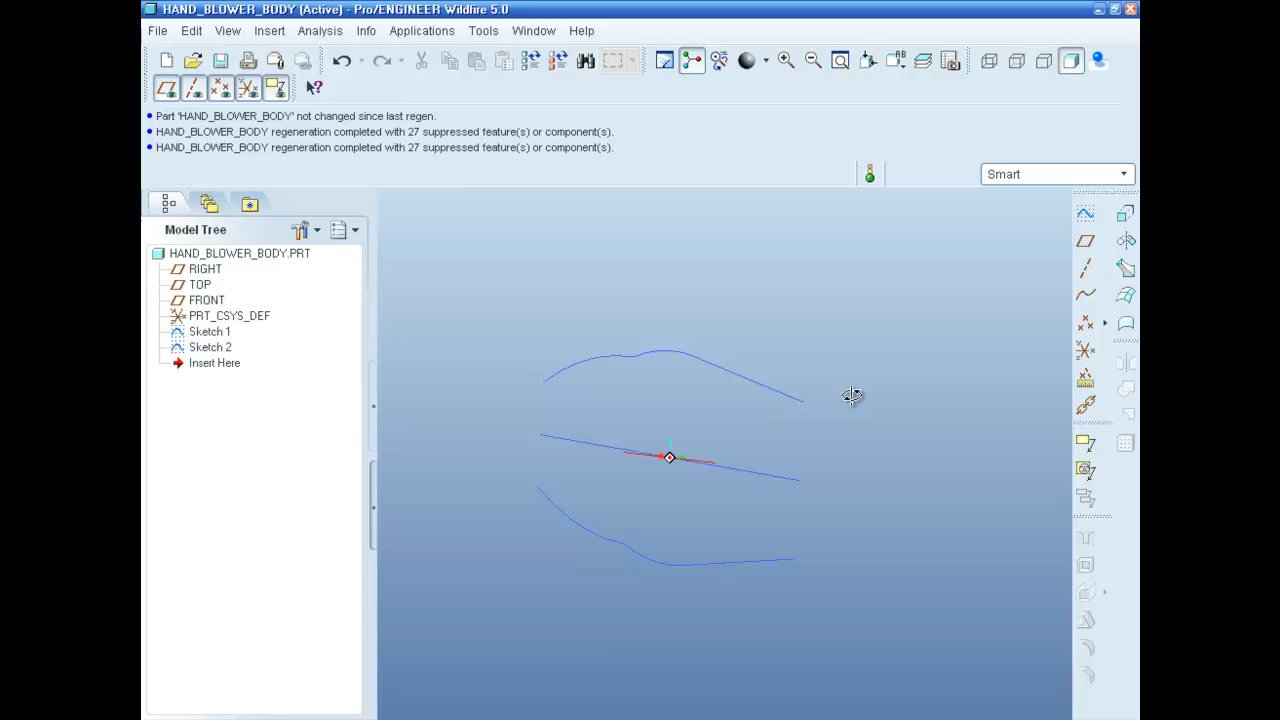 HAND_BLOWER_BODY (Active) - Pro/ENGINEER Wildfire 5.0
File Edit View Insert Analysis Info Applications Tools Window Help
Part 'HAND_BLOWER_BODY' not changed since last regen.
HAND_BLOWER_BODY regeneration completed with 27 suppressed feature(s) or component(s).
HAND_BLOWER_BODY regeneration completed with 27 suppressed feature(s) or component(s).
Smart
Model Tree
HAND_BLOWER_BODY.PRT
RIGHT
TOP
FRONT
PRT_CSYS_DEF
Sketch 1
Sketch 2
Insert Here